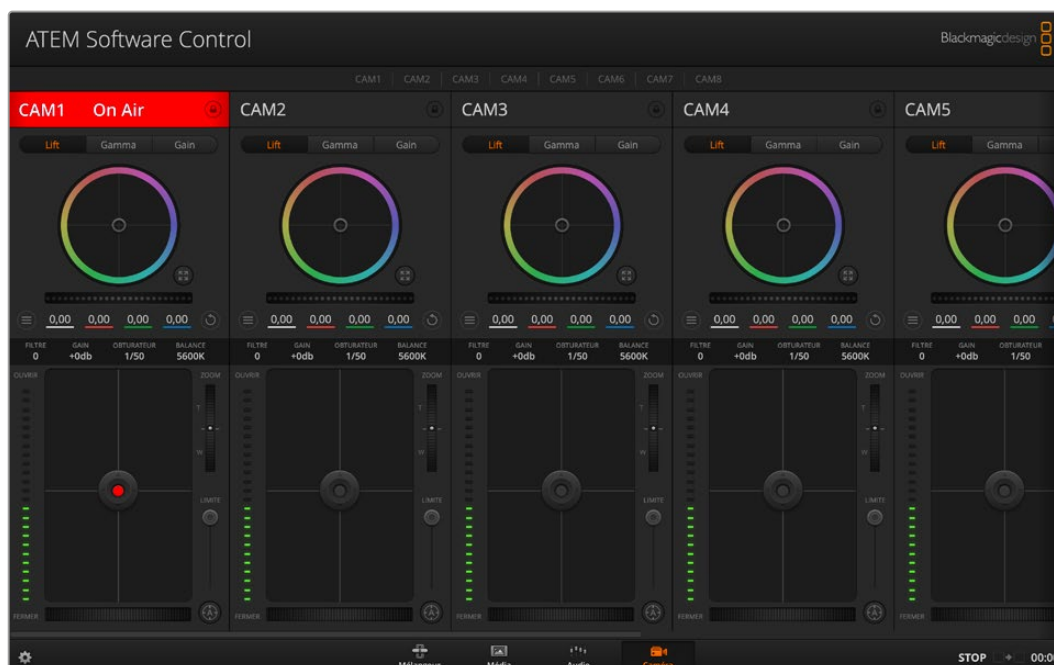 ATEM Software Control
Blackmagicdesign
CAM1 CAM2 CAM3 CAM4 CAM5 CAM6 CAM7 CAM8
CAM1 On Air CAM2 CAM3 CAM4 CAM5
Lift Gamma Gain Lift Gamma Gain Lift Gamma Gain Lift Gamma Gain Lift Gamma
0,00 0,00 0,00 0,00 0,00 0,00 0,00 0,00 0,00 0,00 0,00 0,00 0,00 0,00 0,00 0,00 0,00 0,00 0,00
FILTRE GAIN OBTURATEUR BALANCE FILTRE GAIN OBTURATEUR BALANCE FILTRE GAIN OBTURATEUR BALANCE FILTRE GAIN OBTURATEUR BALANCE FILTRE GAIN OBTURATEUR
0 +0db 1/50 5600K 0 +0db 1/50 5600K 0 +0db 1/50 5600K 0 +0db 1/50 5600K 0 +0db 1/50
OUVRIR ZOOM OUVRIR ZOOM OUVRIR ZOOM OUVRIR ZOOM OUVRIR
T T T T
W W W W
LIMITE LIMITE LIMITE LIMITE
FERMER FERMER FERMER FERMER FERMER
Média Audio Caméra STOP